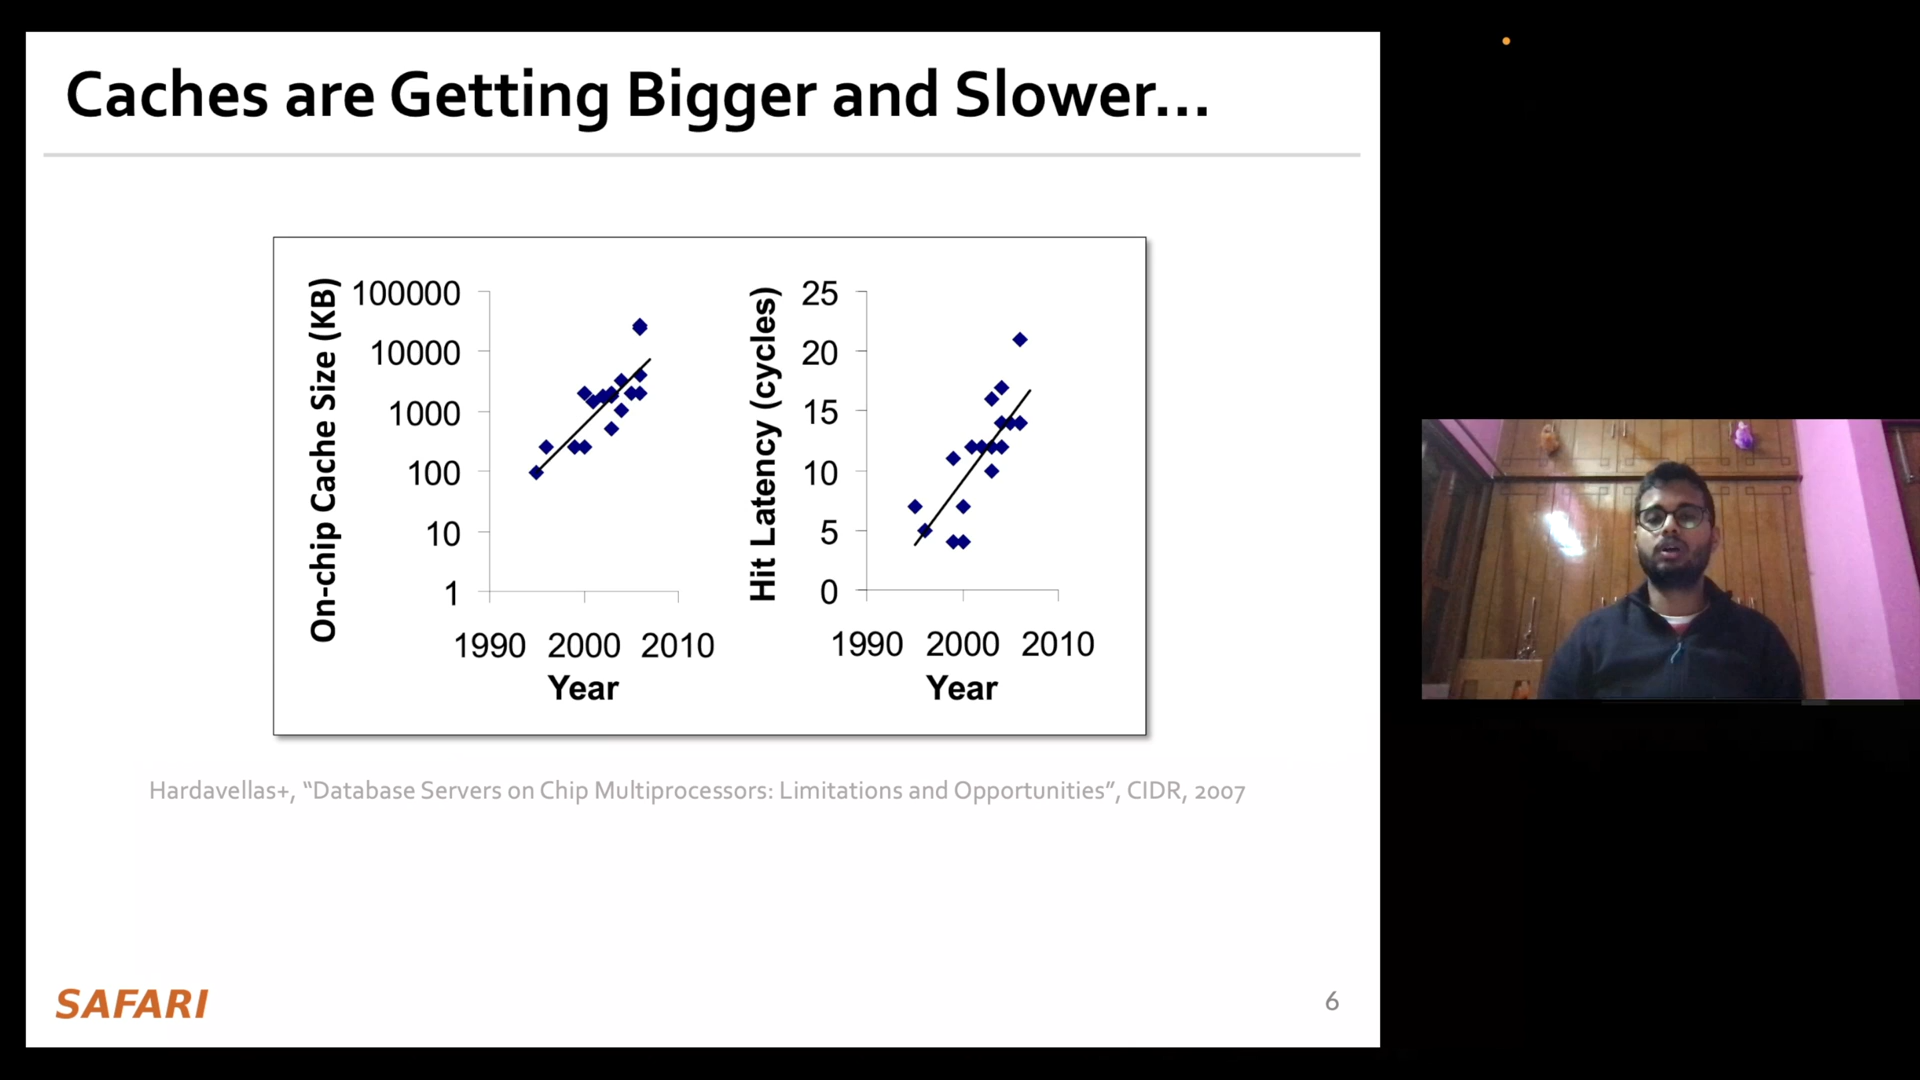 Caches are Getting Bigger and Slower...
On-chip Cache Size (KB)
100000
10000
1000
100
10
1
1990 2000 2010
Year
Hit Latency (cycles)
25
20
15
10
5
0
1990 2000 2010
Year
Hardavellas+, “Database Servers on Chip Multiprocessors: Limitations and Opportunities”, CIDR, 2007
SAFARI
6